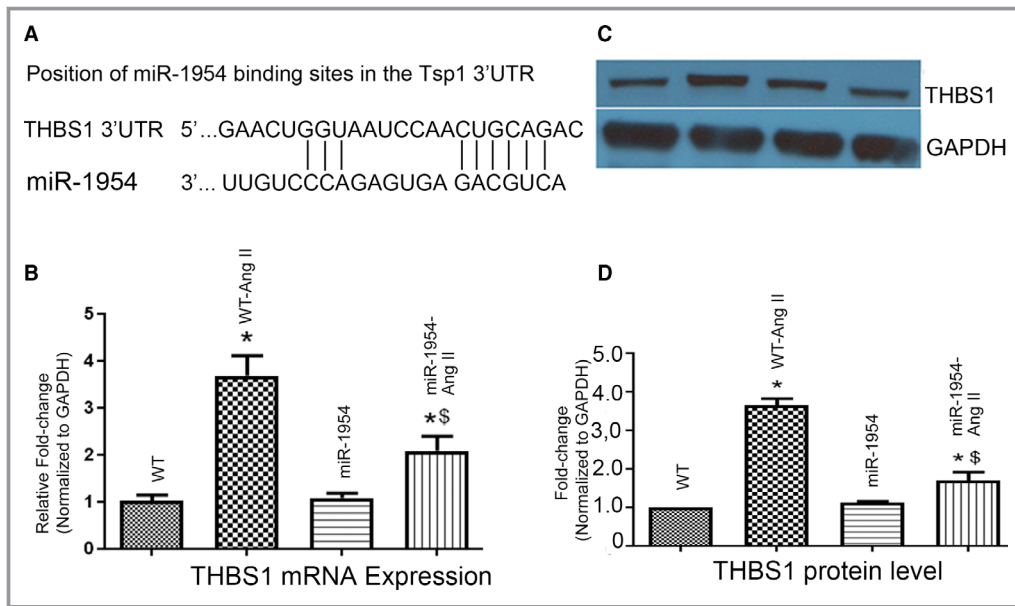 A
Position of miR-1954 binding sites in the Tsp1 3’UTR
THBS1 3’UTR 5’...GAACUGGUAAUCCAACUGCAGAC
miR-1954 3’... UUGUCCCAGAGUGA GACGUCA
C
THBS1
GAPDH
B
Relative Fold-change
(Normalized to GAPDH)
5
4
3
2
1
0
WT
WT-Ang II
*
miR-1954
miR-1954-
Ang II
*$
THBS1 mRNA Expression
D
Fold-change
(Normalized to GAPDH)
5.0
4.0
3,0
2.0
1.0
0
WT
WT-Ang II
*
miR-1954
miR-1954-
Ang II
* $
THBS1 protein level